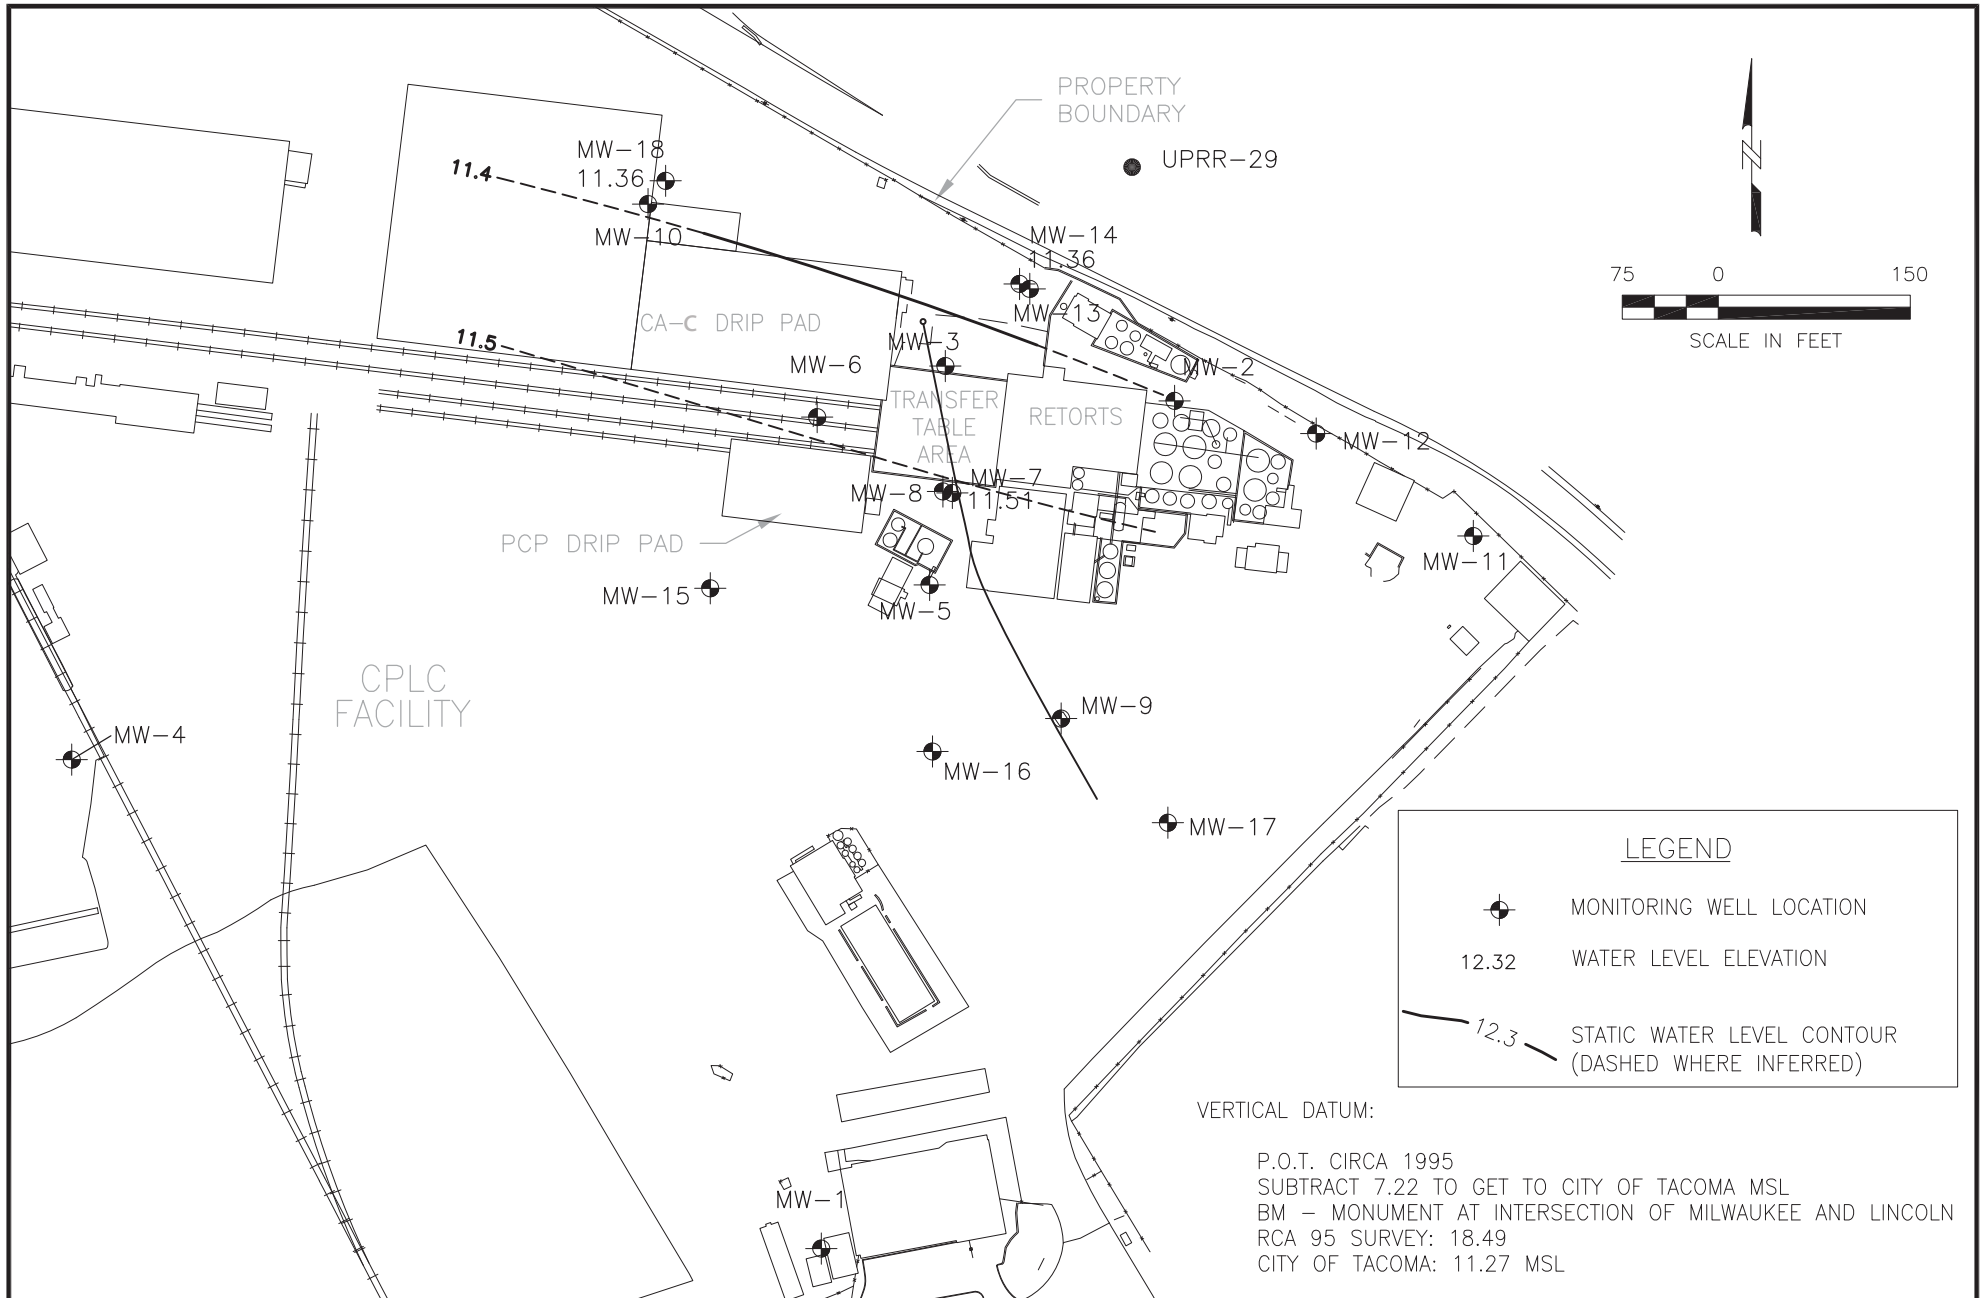 PROPERTY
BOUNDARY
UPRR-29
MW-18
11.36
11.4
MW-10
MW-14
11.36
MW-13
75 0 150
SCALE IN FEET
CA-C DRIP PAD
11.5
MW-3
MW-6
MW-2
TRANSFER
TABLE
AREA
RETORTS
MW-12
MW-7
11.51
MW-8
PCP DRIP PAD
MW-11
MW-15
MW-5
CPLC
FACILITY
MW-9
MW-4
MW-16
MW-17
LEGEND
MONITORING WELL LOCATION
12.32 WATER LEVEL ELEVATION
12.3 STATIC WATER LEVEL CONTOUR
(DASHED WHERE INFERRED)
VERTICAL DATUM:
P.O.T. CIRCA 1995
SUBTRACT 7.22 TO GET TO CITY OF TACOMA MSL
BM - MONUMENT AT INTERSECTION OF MILWAUKEE AND LINCOLN
RCA 95 SURVEY: 18.49
CITY OF TACOMA: 11.27 MSL
MW-1